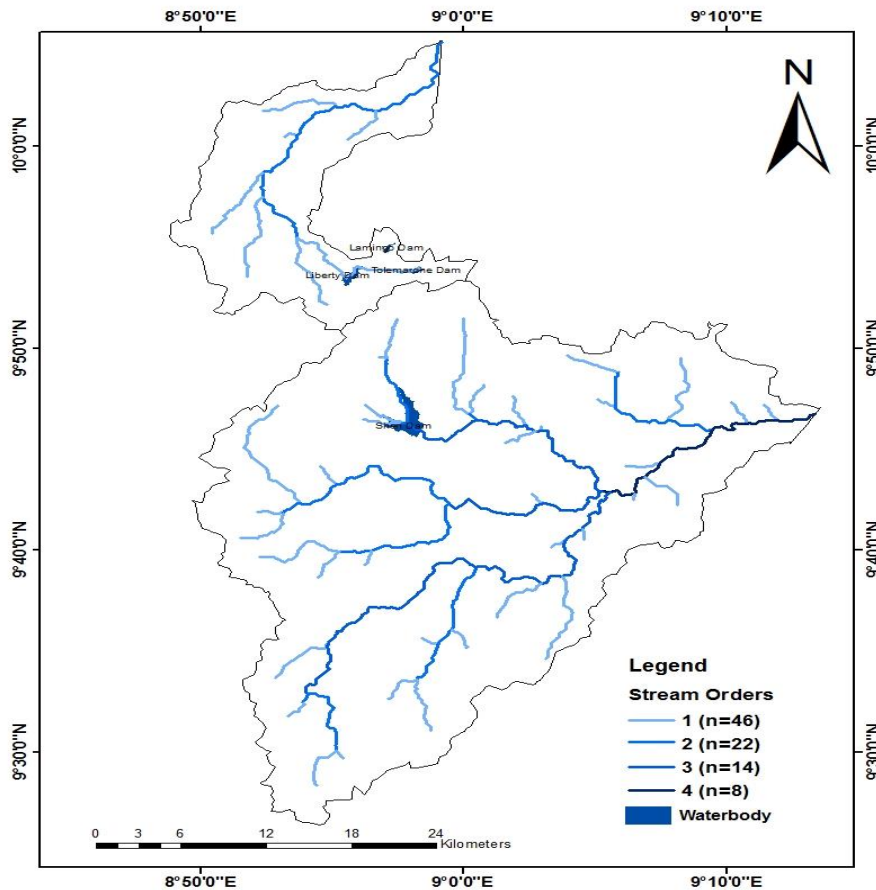 8°50'0"E 9°0'0"E 9°10'0"E
N
10°0'0"N 10°0'0"N
Lamingo Dam
Liberty Dam Tolemarone Dam
9°50'0"N 9°50'0"N
Shen Dam
9°40'0"N 9°40'0"N
Legend
Stream Orders
1 (n=46)
2 (n=22)
3 (n=14)
4 (n=8)
Waterbody
9°30'0"N 9°30'0"N
0 3 6 12 18 24
Kilometers
8°50'0"E 9°0'0"E 9°10'0"E